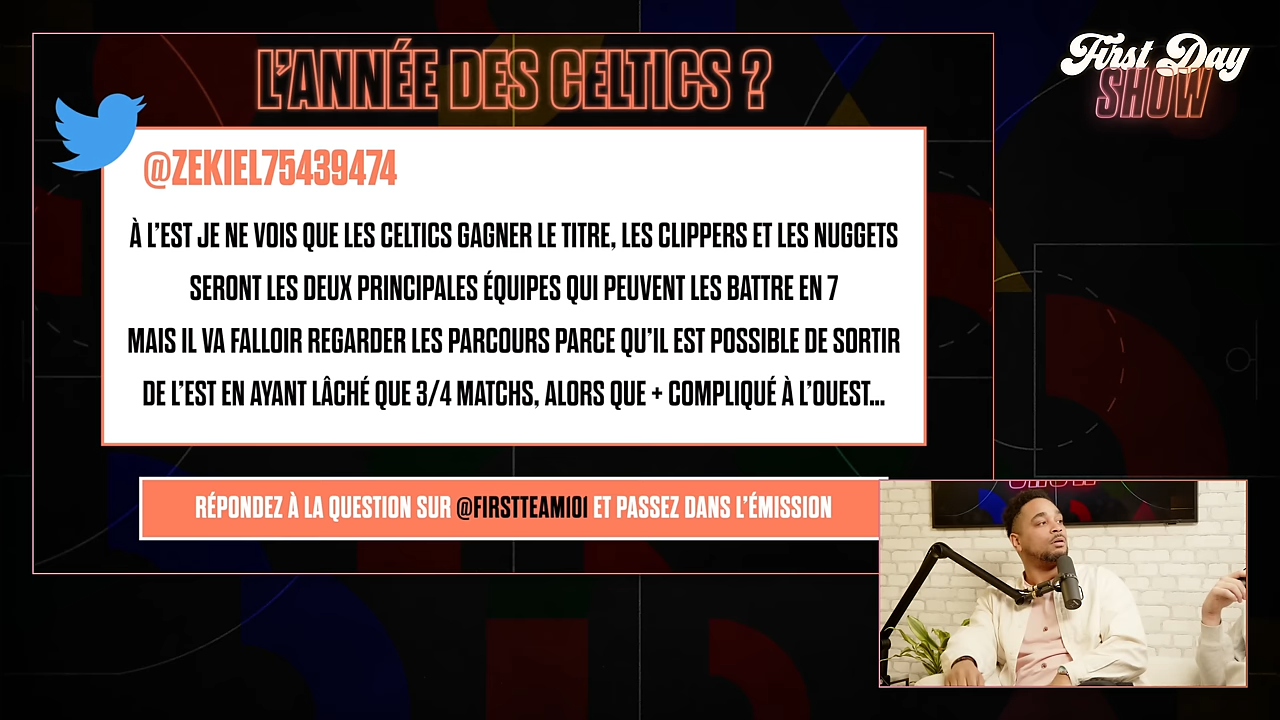 L'ANNÉE DES CELTICS ?
First Day
SHOW
@ZEKIEL75439474
À L'EST JE NE VOIS QUE LES CELTICS GAGNER LE TITRE, LES CLIPPERS ET LES NUGGETS
SERONT LES DEUX PRINCIPALES ÉQUIPES QUI PEUVENT LES BATTRE EN 7
MAIS IL VA FALLOIR REGARDER LES PARCOURS PARCE QU'IL EST POSSIBLE DE SORTIR
DE L'EST EN AYANT LÂCHÉ QUE 3/4 MATCHS, ALORS QUE + COMPLIQUÉ À L'OUEST...
RÉPONDEZ À LA QUESTION SUR @FIRSTTEAM101 ET PASSEZ DANS L'ÉMISSION